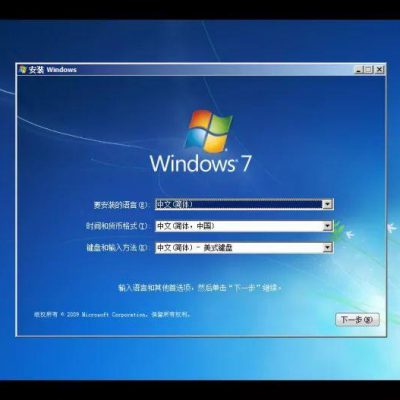 安装 Windows
Windows 7
要安装的语言(E):
中文(简体)
时间和货币格式(T):
中文(简体，中国)
键盘和输入方法(K):
中文(简体) - 美式键盘
输入语言和其他首选项，然后单击“下一步”继续。
版权所有 © 2009 Microsoft Corporation。保留所有权利。
下一步(N)